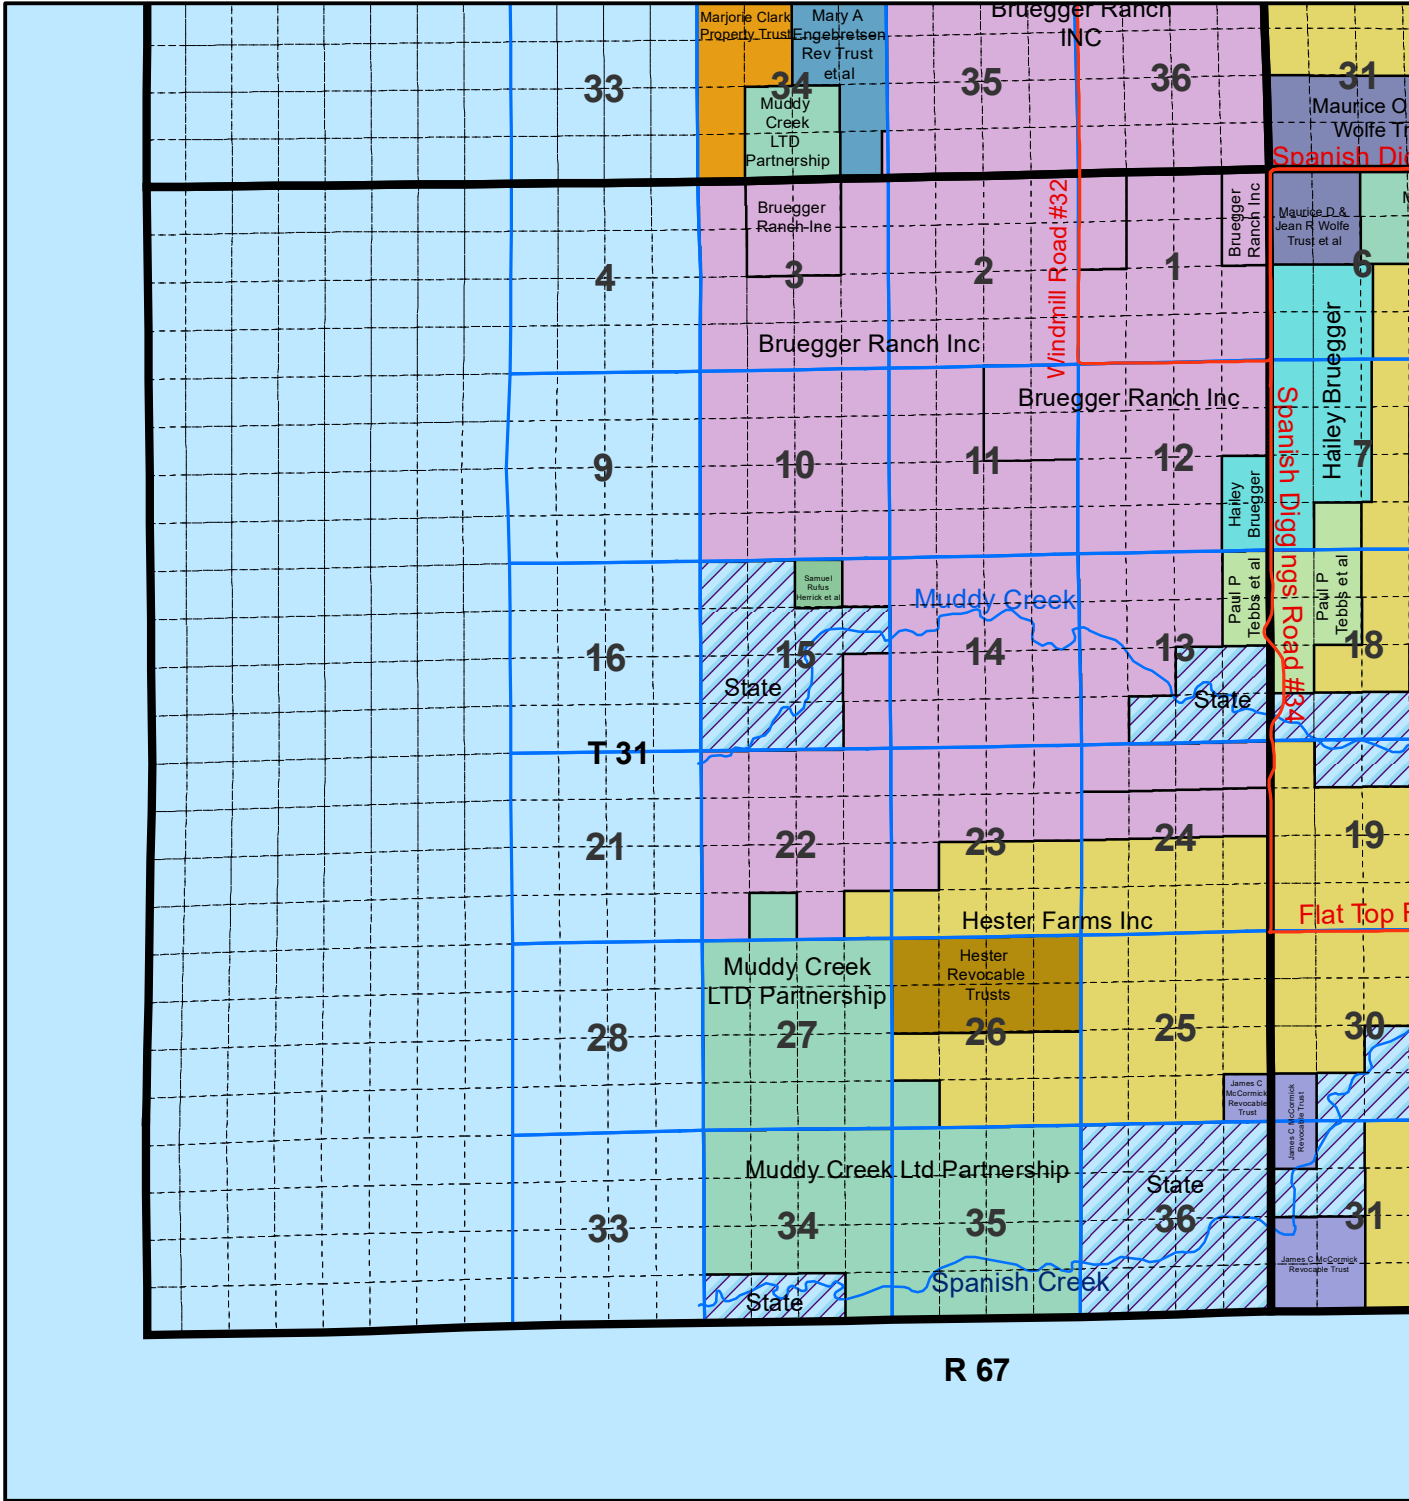 Marjorie Clark
Property Trust
Mary A
Engebretsen
Rev Trust
et al
Bruegger Ranch
INC
33
34
35
36
31
Muddy
Creek
LTD
Partnership
Maurice
Wolfe
Spanish
Bruegger
Ranch Inc
Windmill Road #32
Bruegger
Ranch Inc
Maurice D &
Jean R Wolfe
Trust et al
4
3
2
1
6
Bruegger Ranch Inc
Bruegger Ranch Inc
Hailey Bruegger
Spanish Diggings Road #34
9
10
11
12
7
Hailey
Bruegger
Samuel
Rufus
Herrick et al
Muddy Creek
Paul P
Tebbs et al
Paul P
Tebbs et al
16
15
14
13
18
State
State
T 31
21
22
23
24
19
Hester Farms Inc
Flat Top
Muddy Creek
LTD Partnership
Hester
Revocable
Trusts
28
27
26
25
30
James C
McCormick
Revocable
Trust
James C McCormick
Revocable Trust
Muddy Creek Ltd Partnership
State
33
34
35
36
31
James C McCormick
Revocable Trust
Spanish Creek
State
R 67